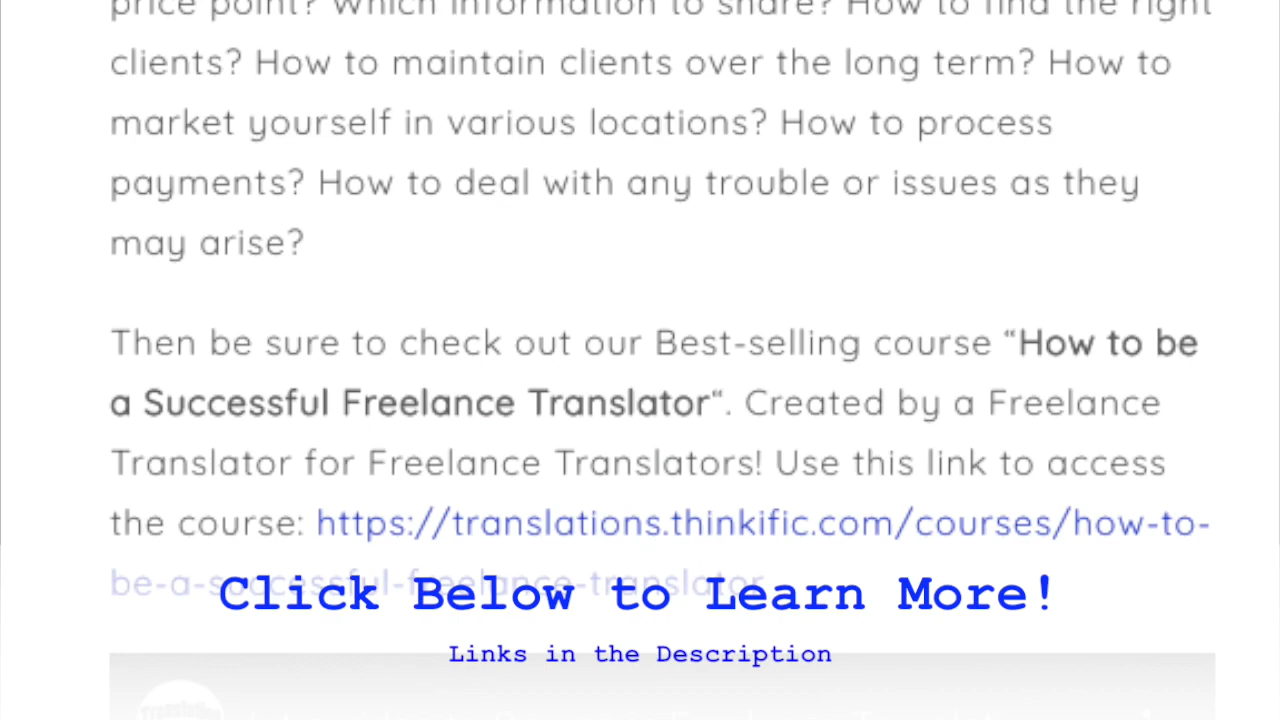 price point? Which information to share? How to find the right
clients? How to maintain clients over the long term? How to
market yourself in various locations? How to process
payments? How to deal with any trouble or issues as they
may arise?
Then be sure to check out our Best-selling course “How to be
a Successful Freelance Translator“. Created by a Freelance
Translator for Freelance Translators! Use this link to access
the course: https://translations.thinkific.com/courses/how-to-
be-a-successful-freelance-translator
Click Below to Learn More!
Links in the Description